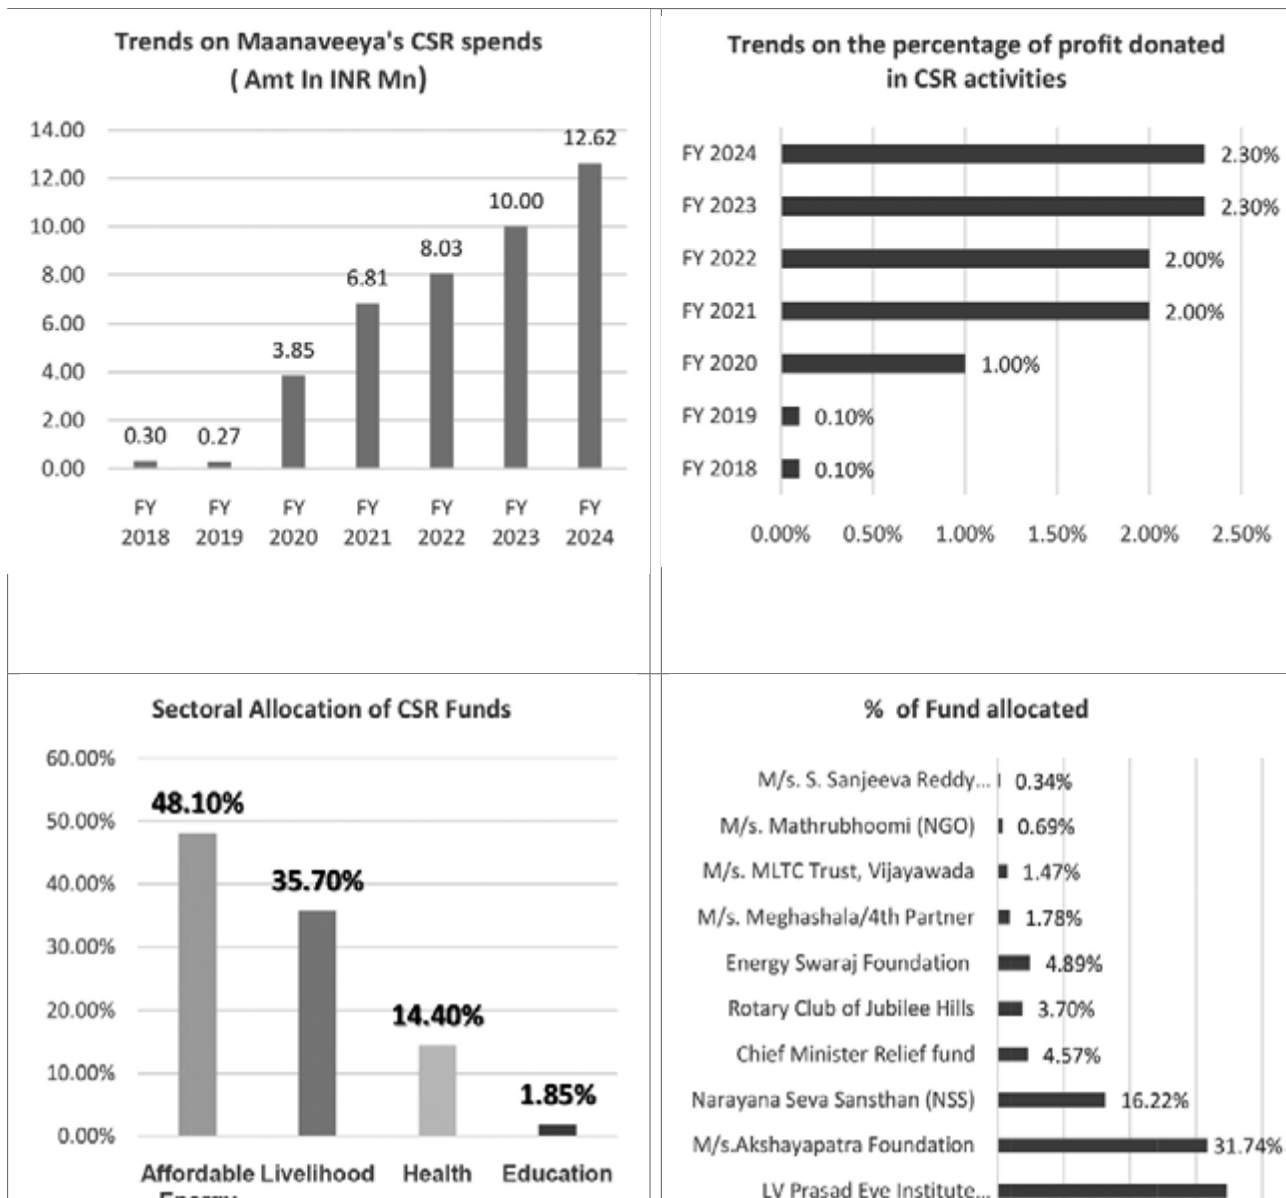 Trends on Maanaveeya's CSR spends
( Amt In INR Mn)
14.00
12.00
10.00
8.00
6.00
4.00
2.00
0.00
0.30
0.27
3.85
6.81
8.03
10.00
12.62
FY 2018
FY 2019
FY 2020
FY 2021
FY 2022
FY 2023
FY 2024
Trends on the percentage of profit donated
in CSR activities
FY 2024 2.30%
FY 2023 2.30%
FY 2022 2.00%
FY 2021 2.00%
FY 2020 1.00%
FY 2019 0.10%
FY 2018 0.10%
0.00% 0.50% 1.00% 1.50% 2.00% 2.50%
Sectoral Allocation of CSR Funds
60.00%
50.00%
40.00%
30.00%
20.00%
10.00%
0.00%
48.10%
35.70%
14.40%
1.85%
Affordable Livelihood Health Education
Energy
% of Fund allocated
M/s. S. Sanjeeva Reddy... 0.34%
M/s. Mathrubhoomi (NGO) 0.69%
M/s. MLTC Trust, Vijayawada 1.47%
M/s. Meghashala/4th Partner 1.78%
Energy Swaraj Foundation 4.89%
Rotary Club of Jubilee Hills 3.70%
Chief Minister Relief fund 4.57%
Narayana Seva Sansthan (NSS) 16.22%
M/s.Akshayapatra Foundation 31.74%
LV Prasad Eye Institute...